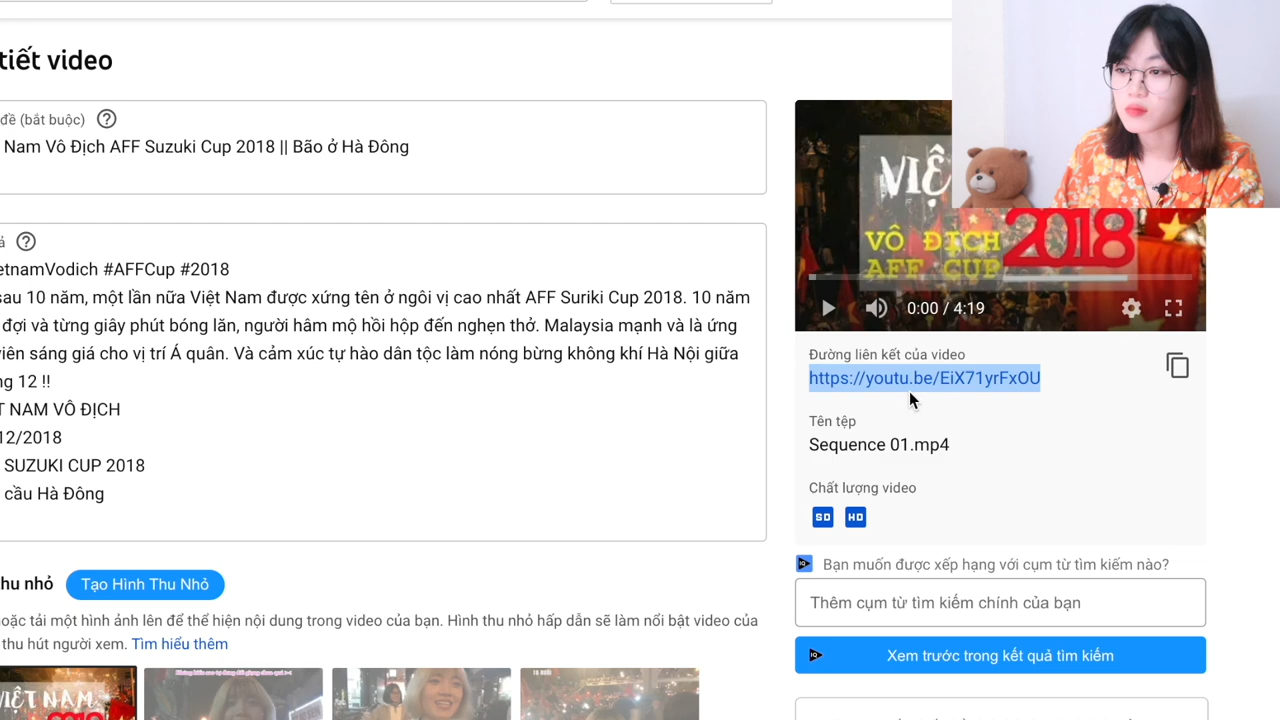 tiết video
đề (bắt buộc)
Nam Vô Địch AFF Suzuki Cup 2018 || Bão ở Hà Đông
ả
etnamVodich #AFFCup #2018
sau 10 năm, một lần nữa Việt Nam được xứng tên ở ngôi vị cao nhất AFF Suriki Cup 2018. 10 năm
đợi và từng giây phút bóng lăn, người hâm mộ hồi hộp đến nghẹn thở. Malaysia mạnh và là ứng
viên sáng giá cho vị trí Á quân. Và cảm xúc tự hào dân tộc làm nóng bừng không khí Hà Nội giữa
ng 12 !!
T NAM VÔ ĐỊCH
12/2018
SUZUKI CUP 2018
cầu Hà Đông
hu nhỏ
Tạo Hình Thu Nhỏ
hoặc tải một hình ảnh lên để thể hiện nội dung trong video của bạn. Hình thu nhỏ hấp dẫn sẽ làm nổi bật video của
thu hút người xem. Tìm hiểu thêm
VIỆT NAM
VIỆ
VÔ ĐỊCH 2018
AFF CUP
0:00 / 4:19
Đường liên kết của video
https://youtu.be/EiX71yrFxOU
Tên tệp
Sequence 01.mp4
Chất lượng video
SD HD
Bạn muốn được xếp hạng với cụm từ tìm kiếm nào?
Thêm cụm từ tìm kiếm chính của bạn
Xem trước trong kết quả tìm kiếm